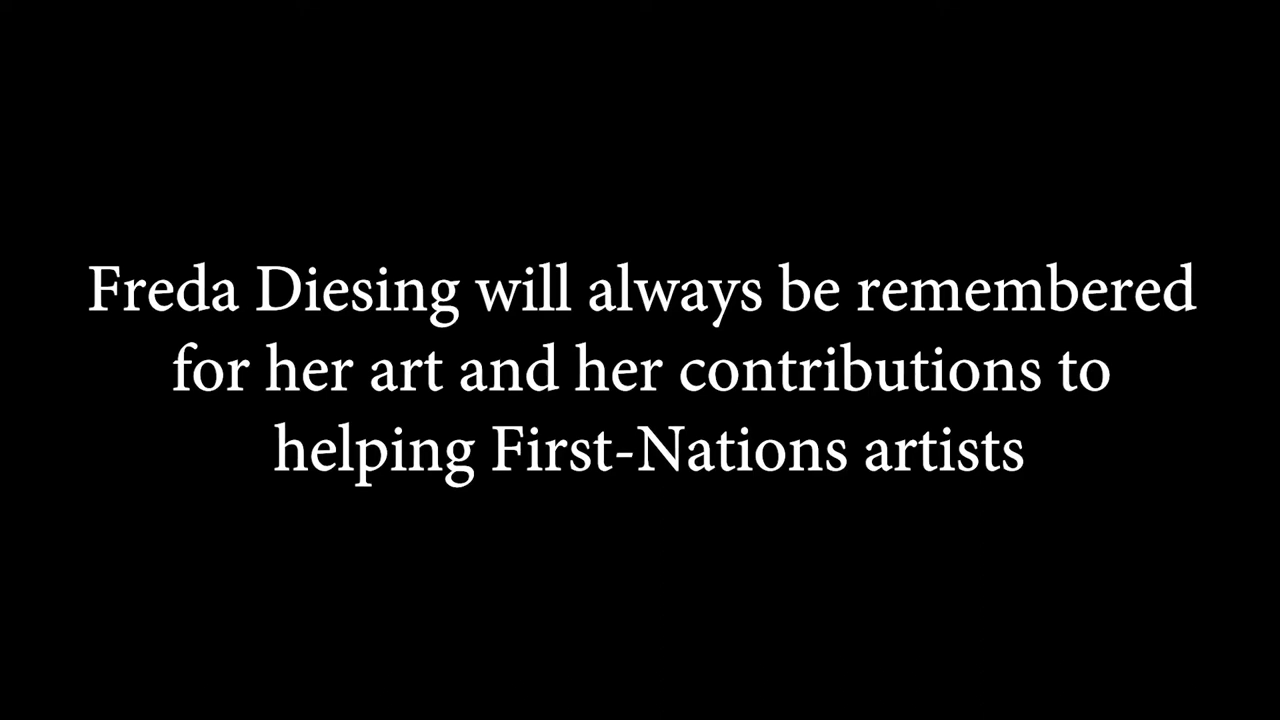 Freda Diesing will always be remembered
for her art and her contributions to
helping First-Nations artists